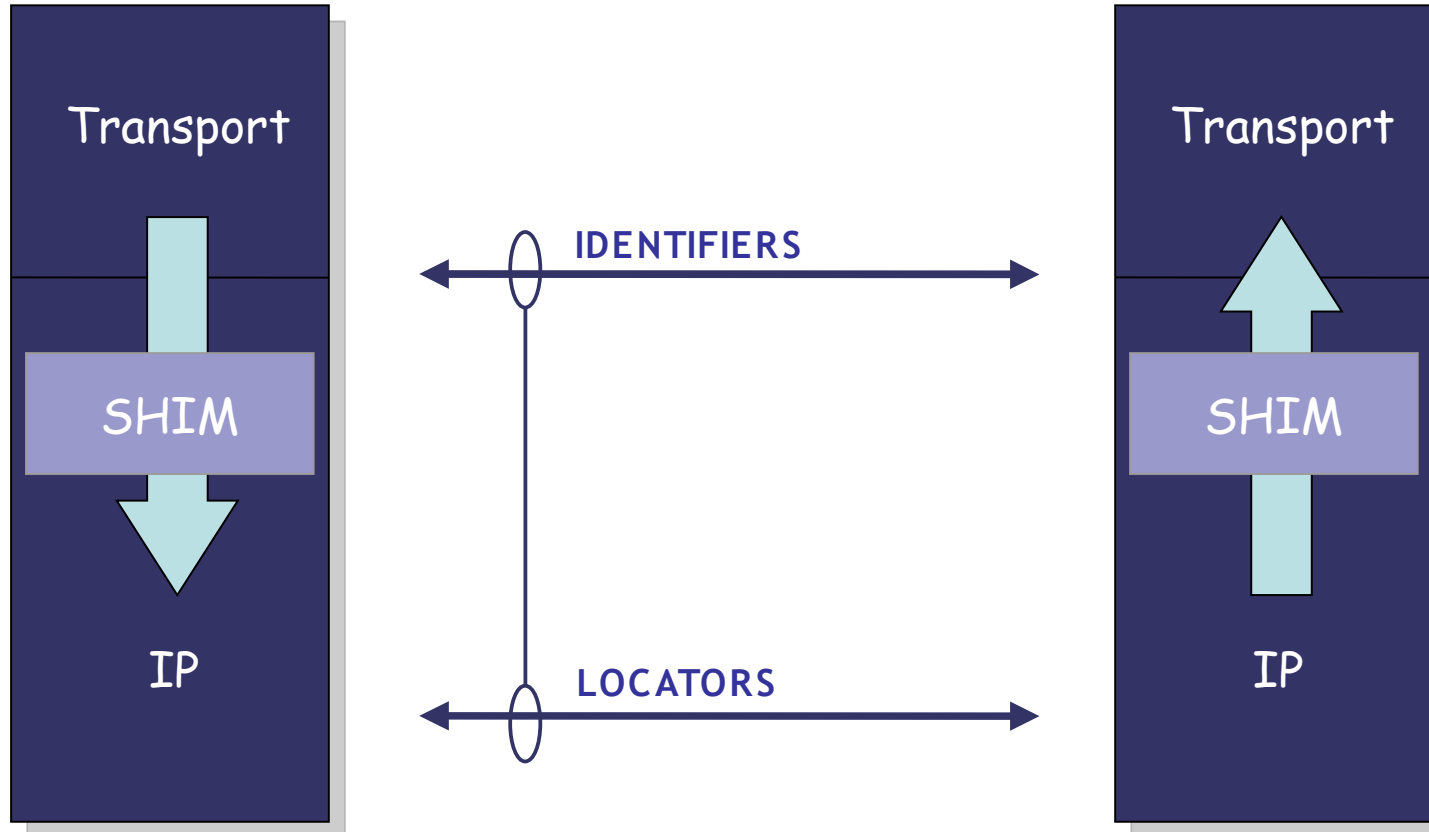 Transport
SHIM
IP
IDENTIFIERS
LOCATORS
Transport
SHIM
IP